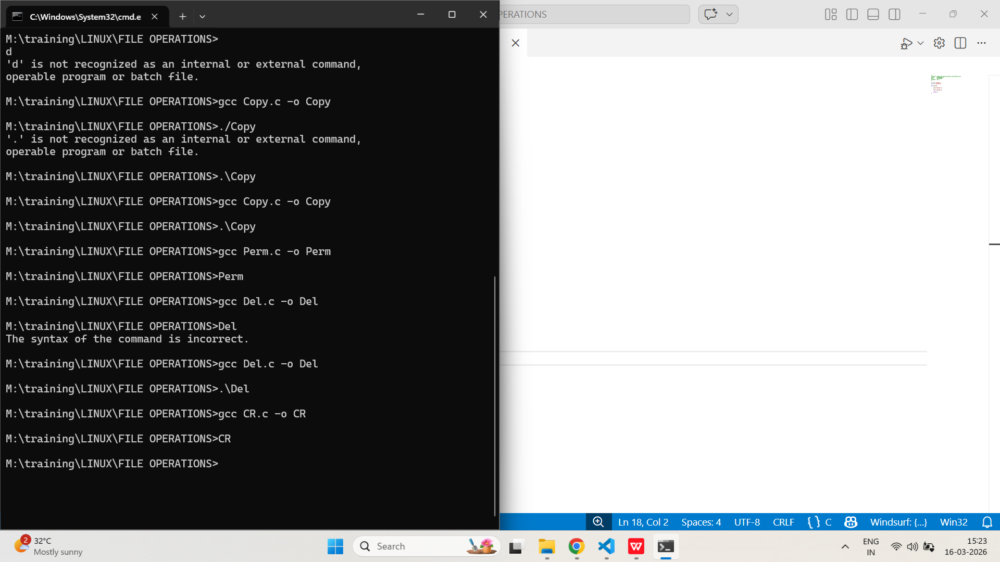 C:\Windows\System32\cmd.e
PERATIONS
M:\training\LINUX\FILE OPERATIONS>
d
'd' is not recognized as an internal or external command,
operable program or batch file.
M:\training\LINUX\FILE OPERATIONS>gcc Copy.c -o Copy
M:\training\LINUX\FILE OPERATIONS>./Copy
'.' is not recognized as an internal or external command,
operable program or batch file.
M:\training\LINUX\FILE OPERATIONS>.\Copy
M:\training\LINUX\FILE OPERATIONS>gcc Copy.c -o Copy
M:\training\LINUX\FILE OPERATIONS>.\Copy
M:\training\LINUX\FILE OPERATIONS>gcc Perm.c -o Perm
M:\training\LINUX\FILE OPERATIONS>Perm
M:\training\LINUX\FILE OPERATIONS>gcc Del.c -o Del
M:\training\LINUX\FILE OPERATIONS>Del
The syntax of the command is incorrect.
M:\training\LINUX\FILE OPERATIONS>gcc Del.c -o Del
M:\training\LINUX\FILE OPERATIONS>.\Del
M:\training\LINUX\FILE OPERATIONS>gcc CR.c -o CR
M:\training\LINUX\FILE OPERATIONS>CR
M:\training\LINUX\FILE OPERATIONS>
Ln 18, Col 2 Spaces: 4 UTF-8 CRLF {} C Windsurf: {...} Win32
2
32°C
Mostly sunny
Search
ENG
IN
15:23
16-03-2026